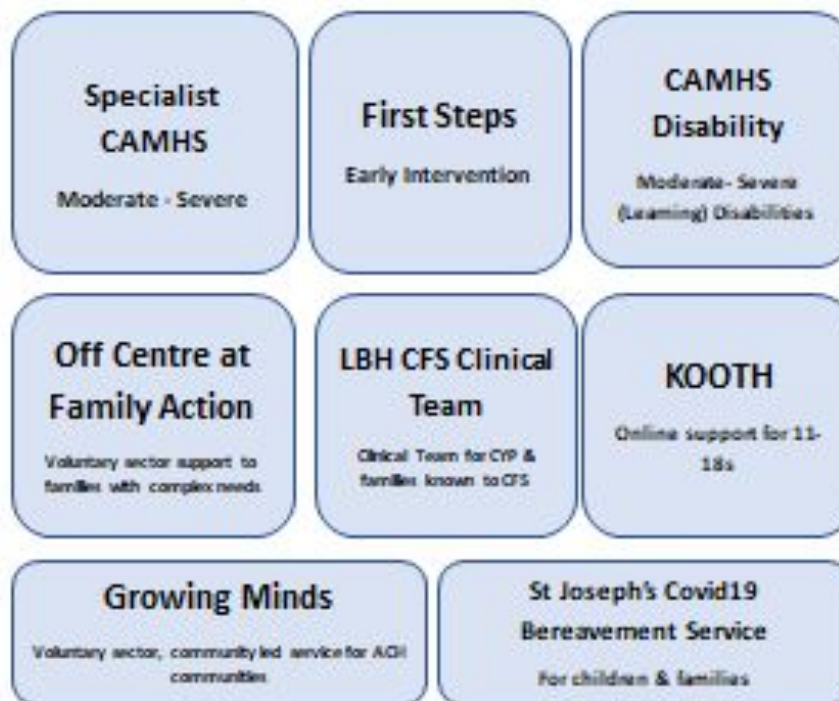 Specialist
CAMHS
Moderate - Severe
First Steps
Early Intervention
CAMHS
Disability
Moderate- Severe
(Learning) Disabilities
Off Centre at
Family Action
Voluntary sector support to
families with complex needs
LBH CFS Clinical
Team
Clinical Team for CYP &
families known to CFS
KOOTH
Online support for 11-
18s
Growing Minds
Voluntary sector, community led service for ACH
communities
St Joseph's Covid19
Bereavement Service
For children & families